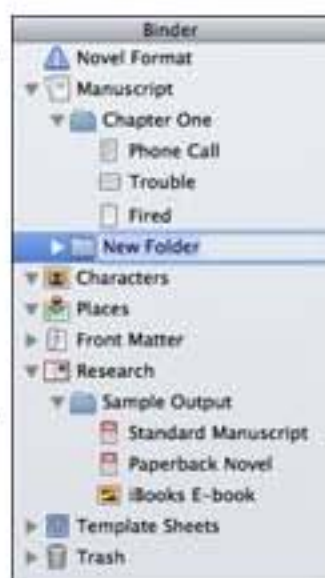 Binder
Novel Format
Manuscript
Chapter One
Phone Call
Trouble
Fired
New Folder
Characters
Places
Front Matter
Research
Sample Output
Standard Manuscript
Paperback Novel
iBooks E-book
Template Sheets
Trash